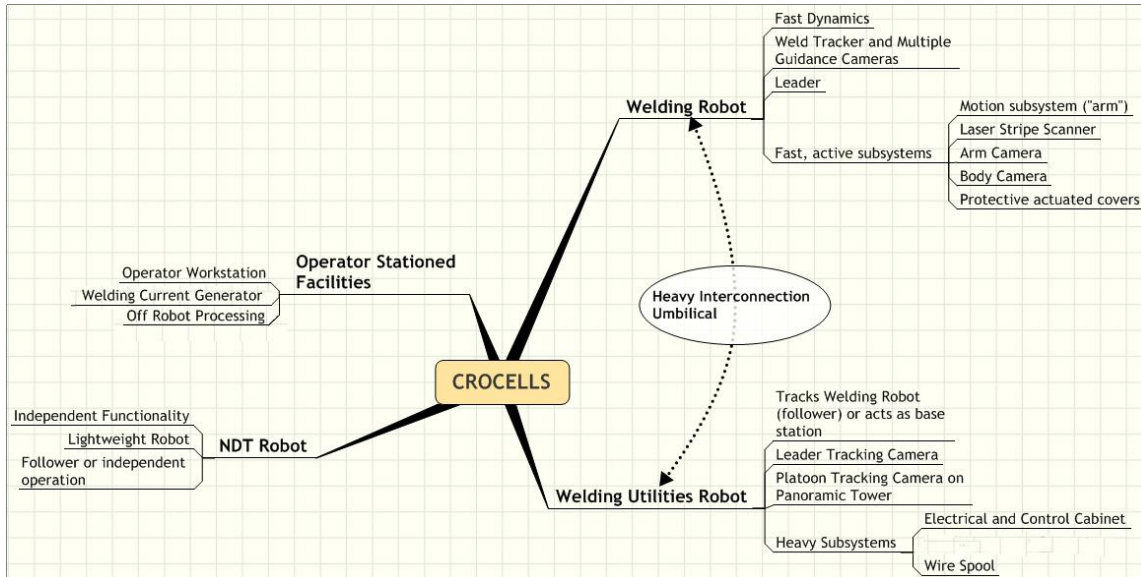 Fast Dynamics
Weld Tracker and Multiple
Guidance Cameras
Leader
Welding Robot
Fast, active subsystems
Motion subsystem ("arm")
Laser Stripe Scanner
Arm Camera
Body Camera
Protective actuated covers
Operator Stationed
Facilities
Operator Workstation
Welding Current Generator
Off Robot Processing
Heavy Interconnection
Umbilical
CROCELLS
Independent Functionality
Lightweight Robot
Follower or independent
operation
NDT Robot
Welding Utilities Robot
Tracks Welding Robot
(follower) or acts as base
station
Leader Tracking Camera
Platoon Tracking Camera on
Panoramic Tower
Heavy Subsystems
Electrical and Control Cabinet
Wire Spool